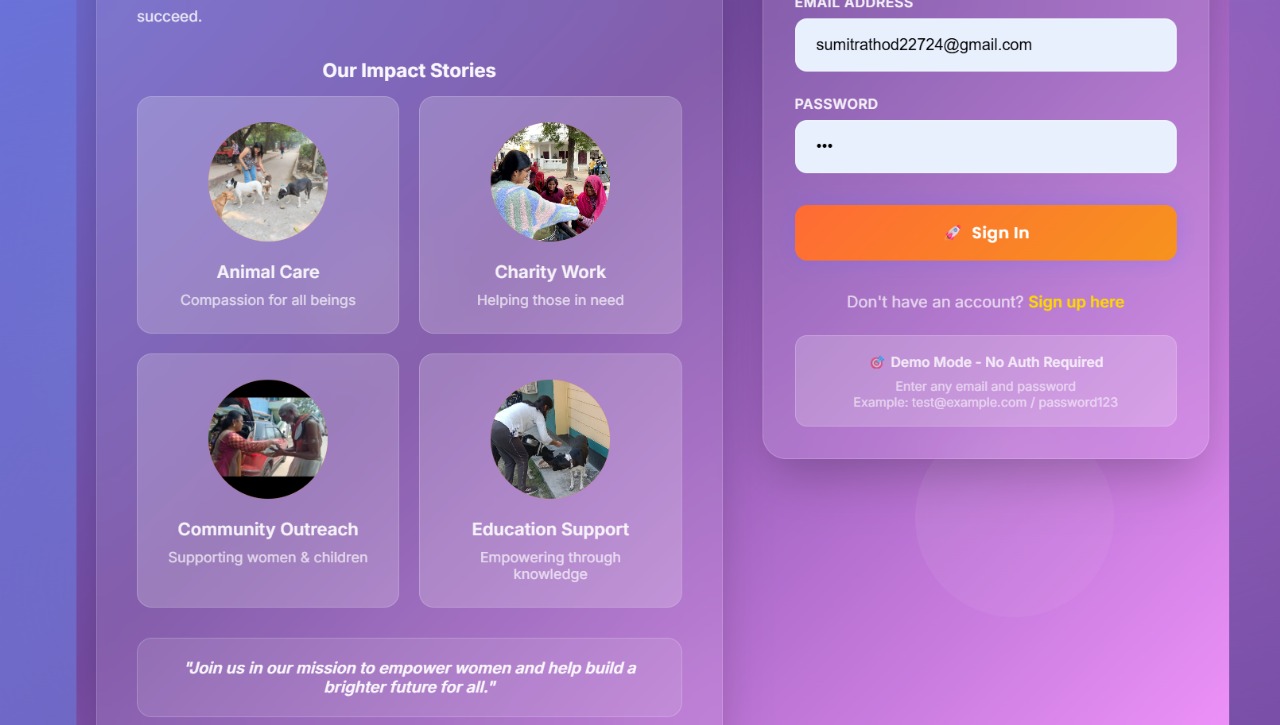 succeed.
Our Impact Stories
Animal Care
Compassion for all beings
Charity Work
Helping those in need
Community Outreach
Supporting women & children
Education Support
Empowering through
knowledge
"Join us in our mission to empower women and help build a
brighter future for all."
EMAIL ADDRESS
sumitrathod22724@gmail.com
PASSWORD
•••
🚀 Sign In
Don't have an account? Sign up here
🎯 Demo Mode - No Auth Required
Enter any email and password
Example: test@example.com / password123